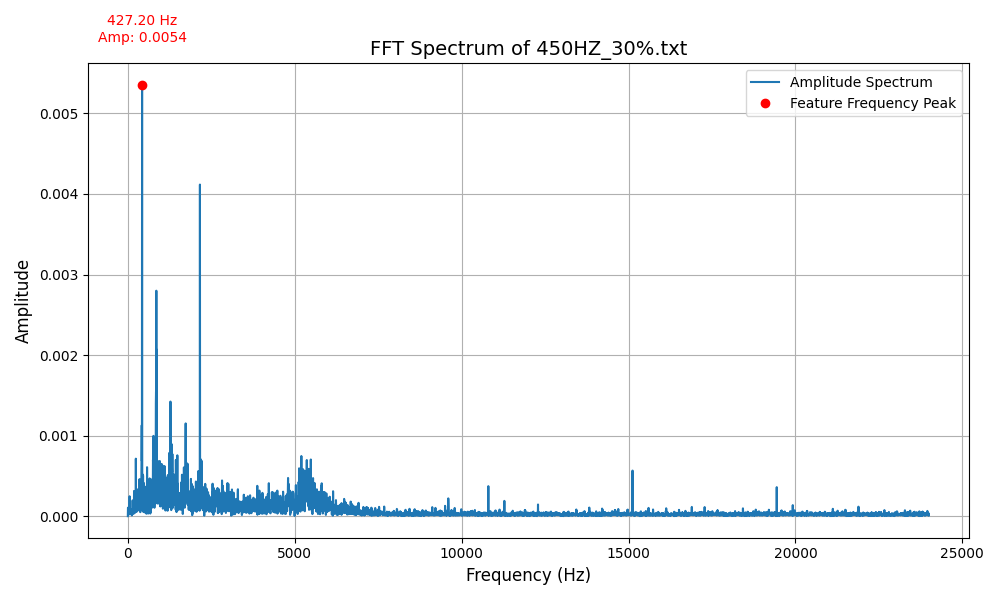 427.20 Hz
Amp: 0.0054
FFT Spectrum of 450HZ_30%.txt
Amplitude Spectrum
Feature Frequency Peak
Amplitude
0.005
0.004
0.003
0.002
0.001
0.000
0
5000
10000
15000
20000
25000
Frequency (Hz)